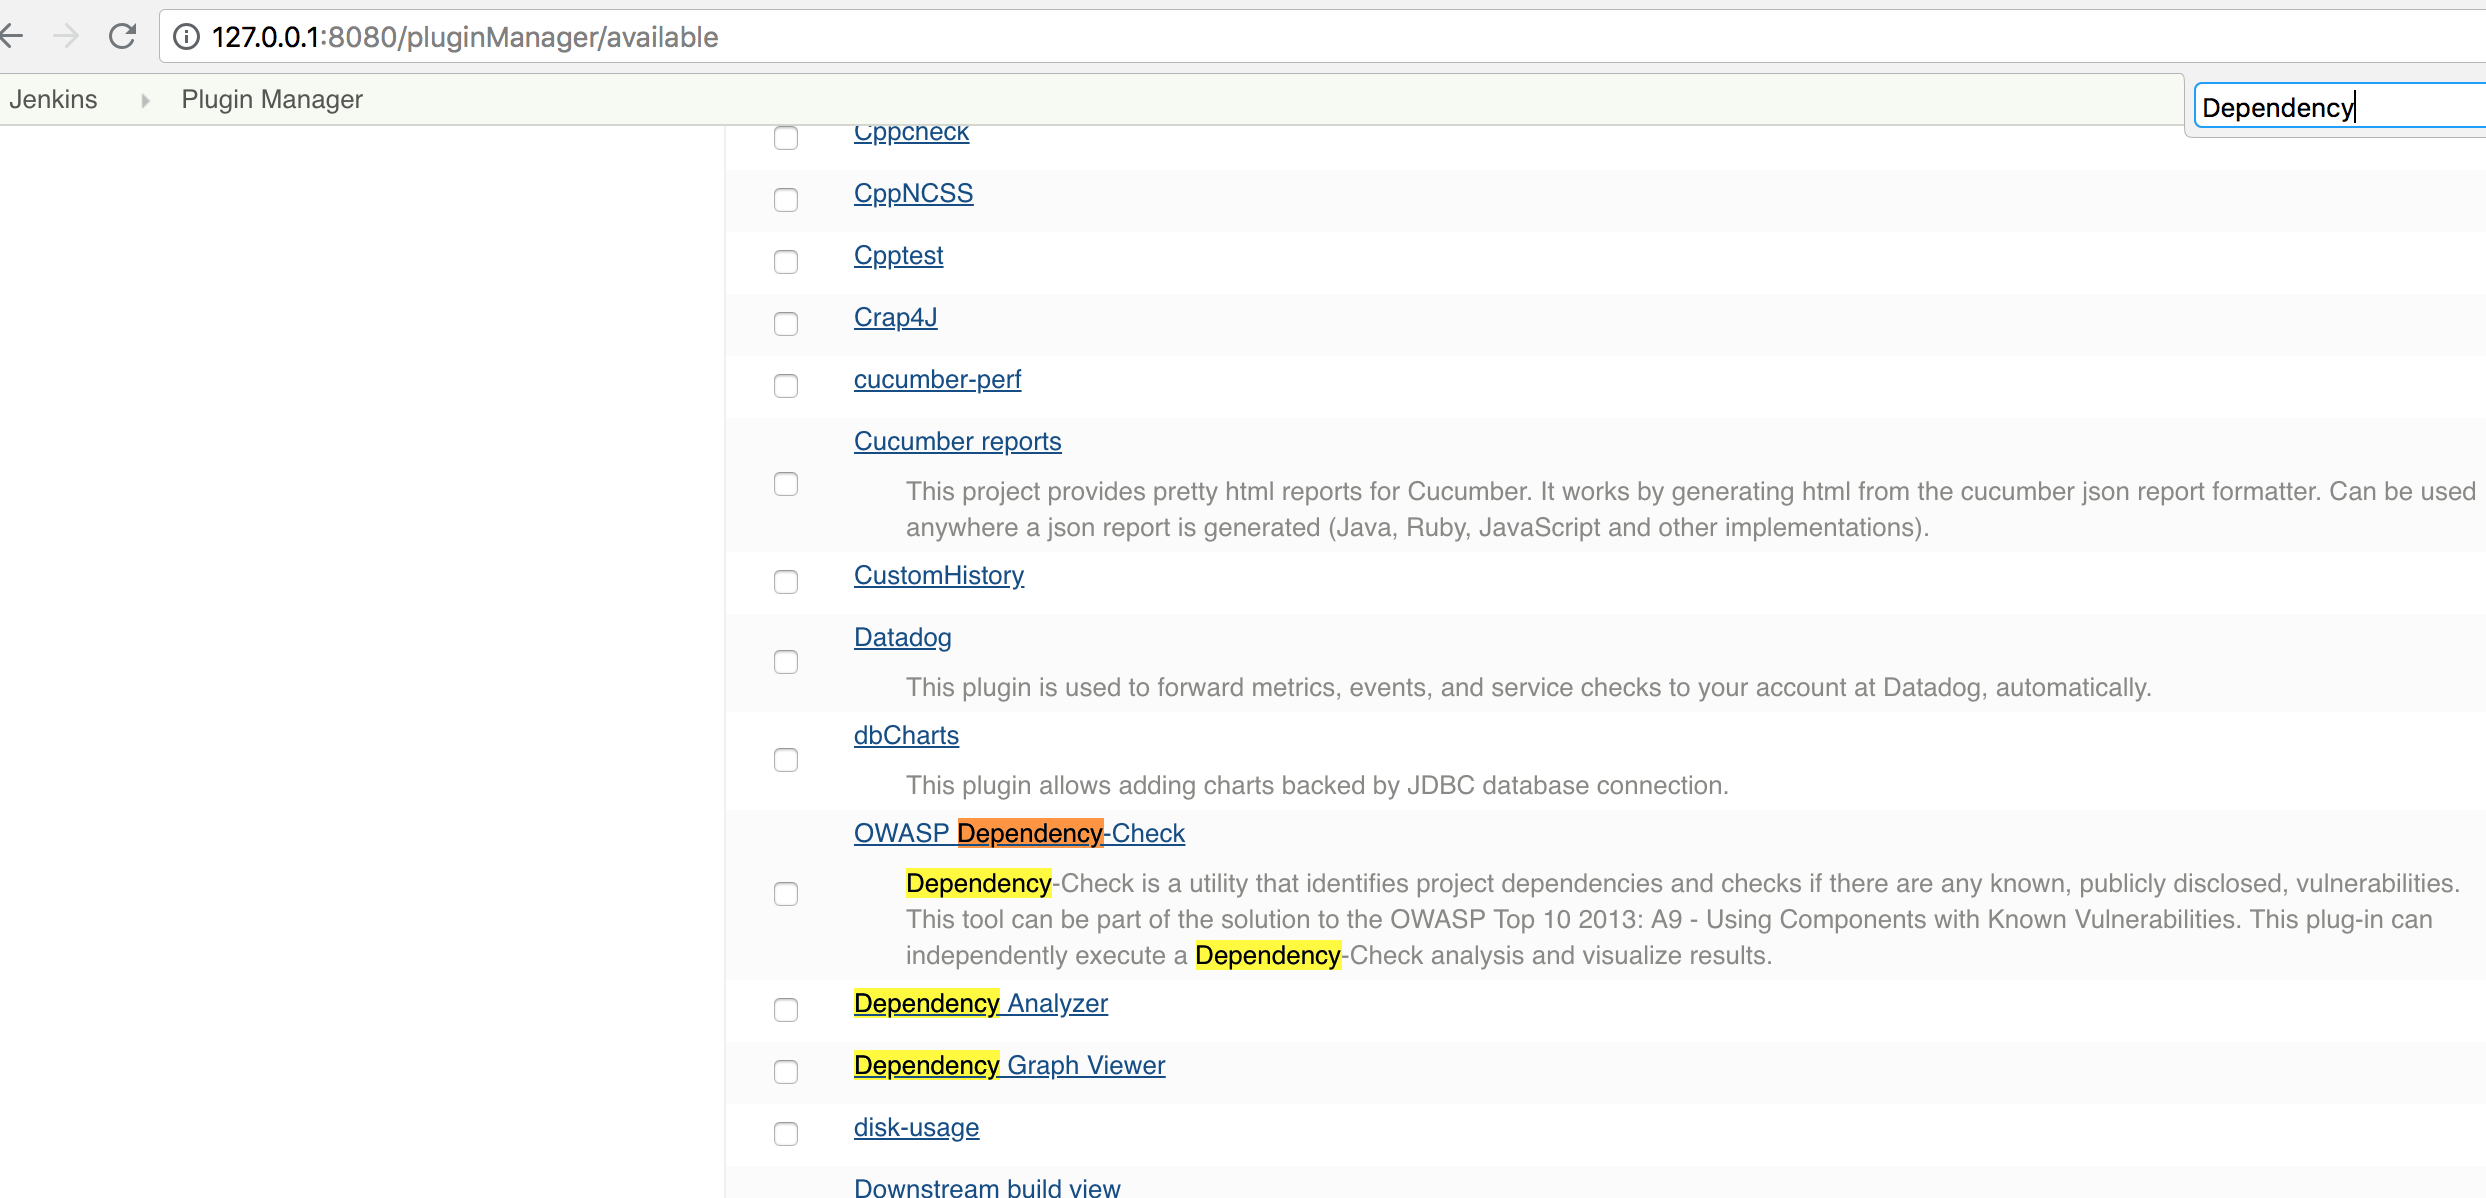 127.0.0.1:8080/pluginManager/available
Jenkins Plugin Manager
Dependency
Cppcheck
CppNCSS
Cpptest
Crap4J
cucumber-perf
Cucumber reports
This project provides pretty html reports for Cucumber. It works by generating html from the cucumber json report formatter. Can be used
anywhere a json report is generated (Java, Ruby, JavaScript and other implementations).
CustomHistory
Datadog
This plugin is used to forward metrics, events, and service checks to your account at Datadog, automatically.
dbCharts
This plugin allows adding charts backed by JDBC database connection.
OWASP Dependency-Check
Dependency-Check is a utility that identifies project dependencies and checks if there are any known, publicly disclosed, vulnerabilities.
This tool can be part of the solution to the OWASP Top 10 2013: A9 - Using Components with Known Vulnerabilities. This plug-in can
independently execute a Dependency-Check analysis and visualize results.
Dependency Analyzer
Dependency Graph Viewer
disk-usage
Downstream build view